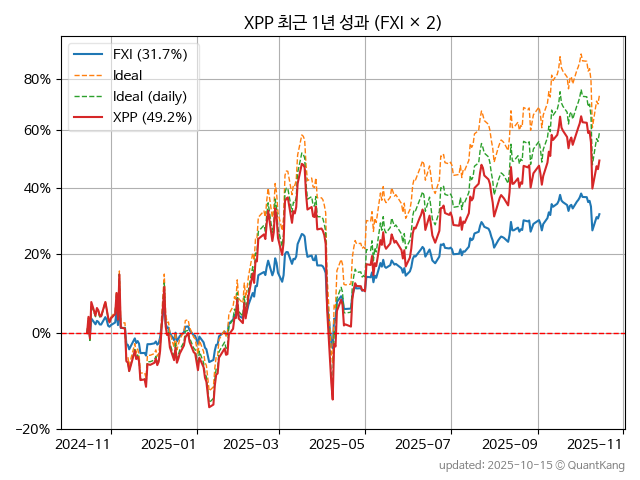 XPP 최근 1년 성과 (FXI × 2)
FXI (31.7%)
Ideal
Ideal (daily)
XPP (49.2%)
80%
60%
40%
20%
0%
−20%
2024-11
2025-01
2025-03
2025-05
2025-07
2025-09
2025-11
updated: 2025-10-15 © QuantKang